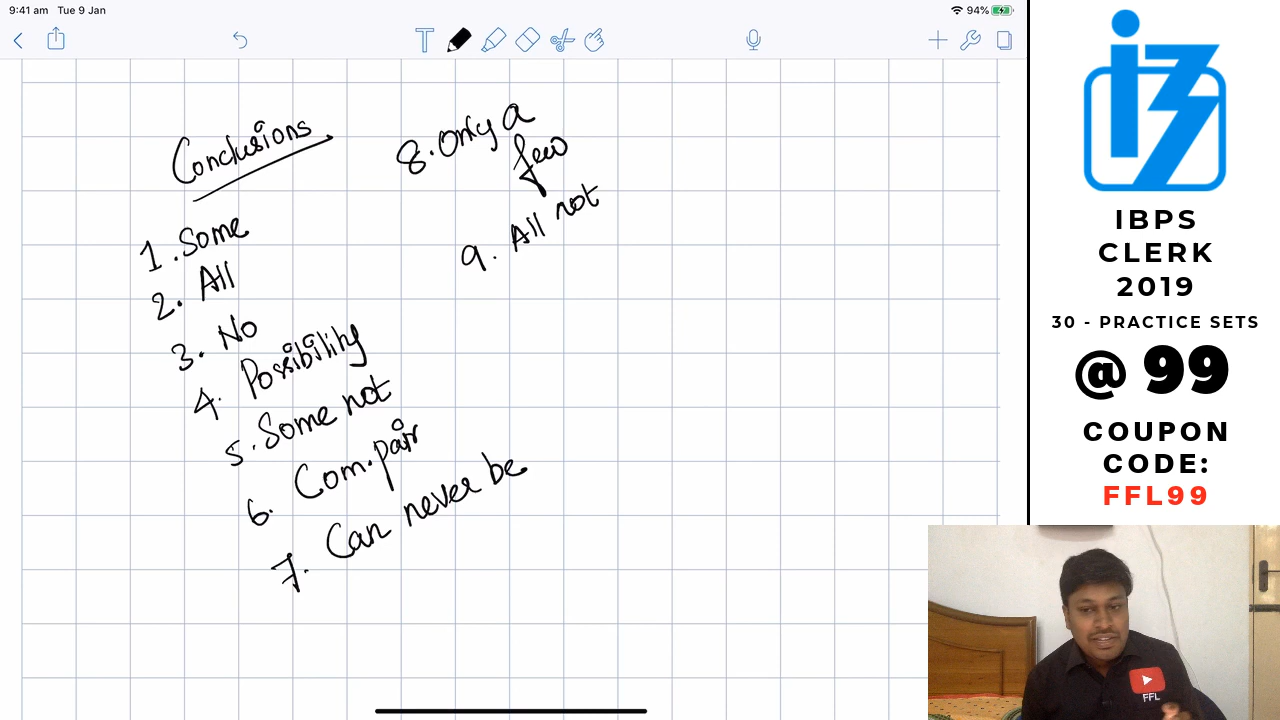 9:41 am Tue 9 Jan
94%
T
Conclusions
1. Some
2. All
3. No
4. Possibility
5. Some not
6. Com. pair
7. Can never be
8. Only a
few
9. All not
IBPS
CLERK
2019
30 - PRACTICE SETS
@ 99
COUPON
CODE:
FFL99
FFL